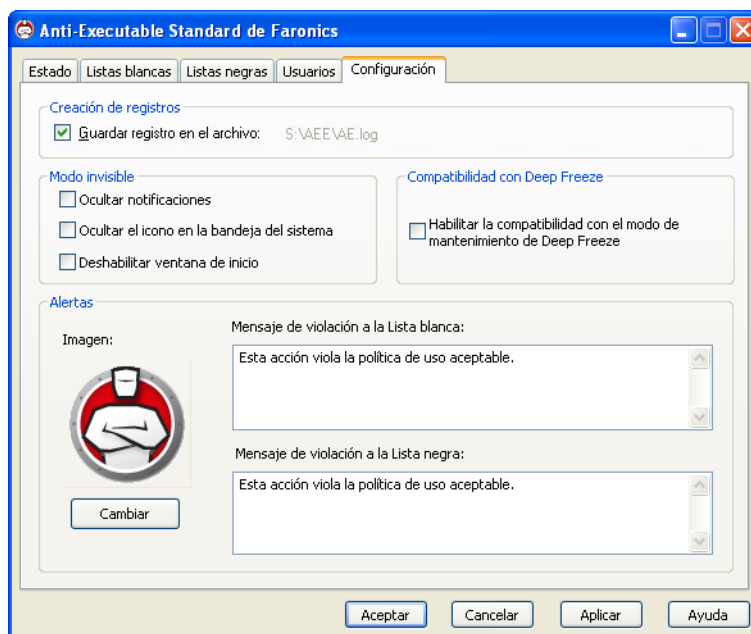 Anti-Executable Standard de Faronics
Estado
Listas blancas
Listas negras
Usuarios
Configuración
Creación de registros
Guardar registro en el archivo:
S:\AEE\AE.log
Modo invisible
Ocultar notificaciones
Ocultar el icono en la bandeja del sistema
Deshabilitar ventana de inicio
Compatibilidad con Deep Freeze
Habilitar la compatibilidad con el modo de
mantenimiento de Deep Freeze
Alertas
Imagen:
Cambiar
Mensaje de violación a la Lista blanca:
Esta acción viola la política de uso aceptable.
Mensaje de violación a la Lista negra:
Esta acción viola la política de uso aceptable.
Aceptar
Cancelar
Aplicar
Ayuda